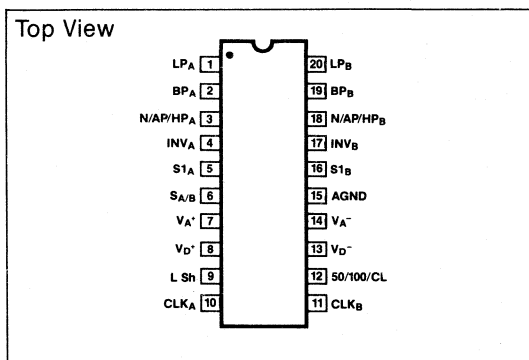 Top View
LPA 1 20 LPB
BPA 2 19 BPB
N/AP/HPA 3 18 N/AP/HPB
INVA 4 17 INVB
S1A 5 16 S1B
SA/B 6 15 AGND
VA+ 7 14 VA−
VD+ 8 13 VD−
L Sh 9 12 50/100/CL
CLKA 10 11 CLKB